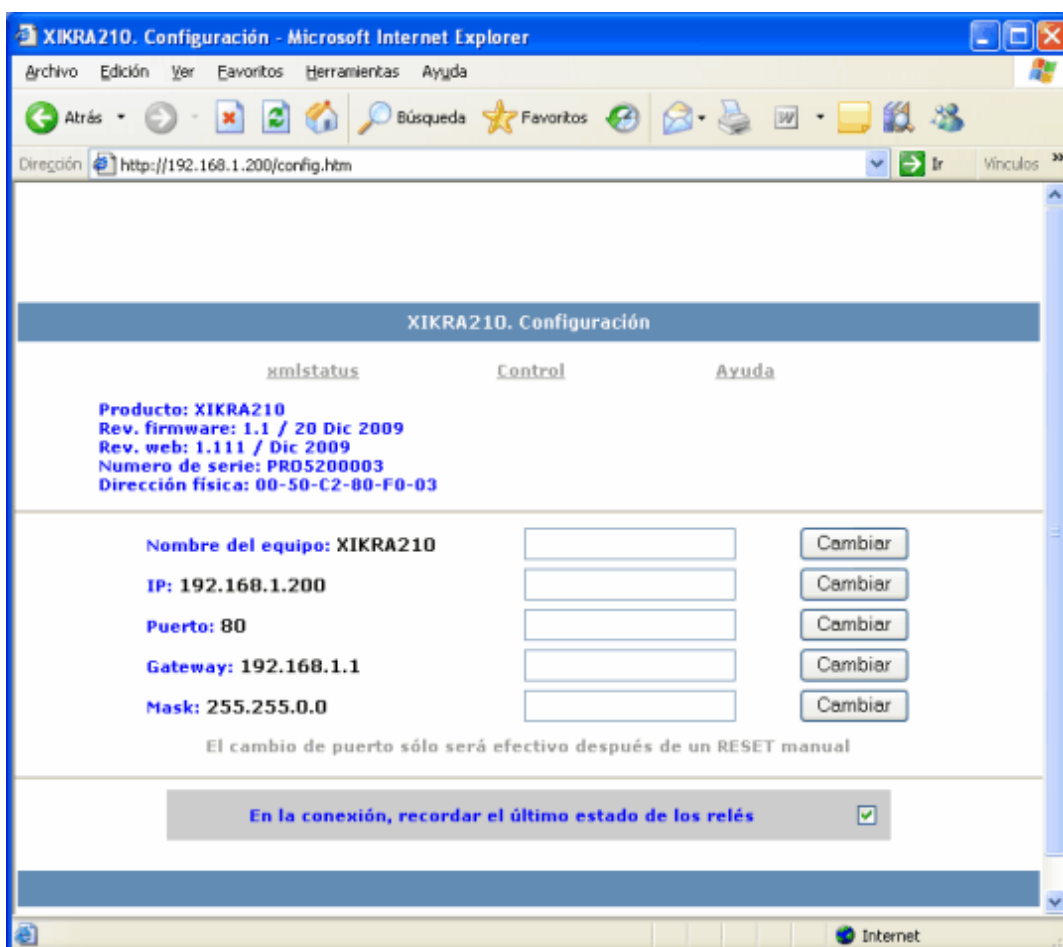 XIKRA210. Configuración - Microsoft Internet Explorer
Archivo Edición Ver Favoritos Herramientas Ayuda
Atrás Búsqueda Favoritos
Dirección http://192.168.1.200/config.htm Ir Vínculos »
XIKRA210. Configuración
xmlstatus Control Ayuda
Producto: XIKRA210
Rev. firmware: 1.1 / 20 Dic 2009
Rev. web: 1.111 / Dic 2009
Numero de serie: PRO5200003
Dirección física: 00-50-C2-80-F0-03
Nombre del equipo: XIKRA210 Cambiar
IP: 192.168.1.200 Cambiar
Puerto: 80 Cambiar
Gateway: 192.168.1.1 Cambiar
Mask: 255.255.0.0 Cambiar
El cambio de puerto sólo será efectivo después de un RESET manual
En la conexión, recordar el último estado de los relés
Internet